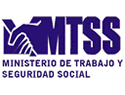 MTSS
MINISTERIO DE TRABAJO Y
SEGURIDAD SOCIAL